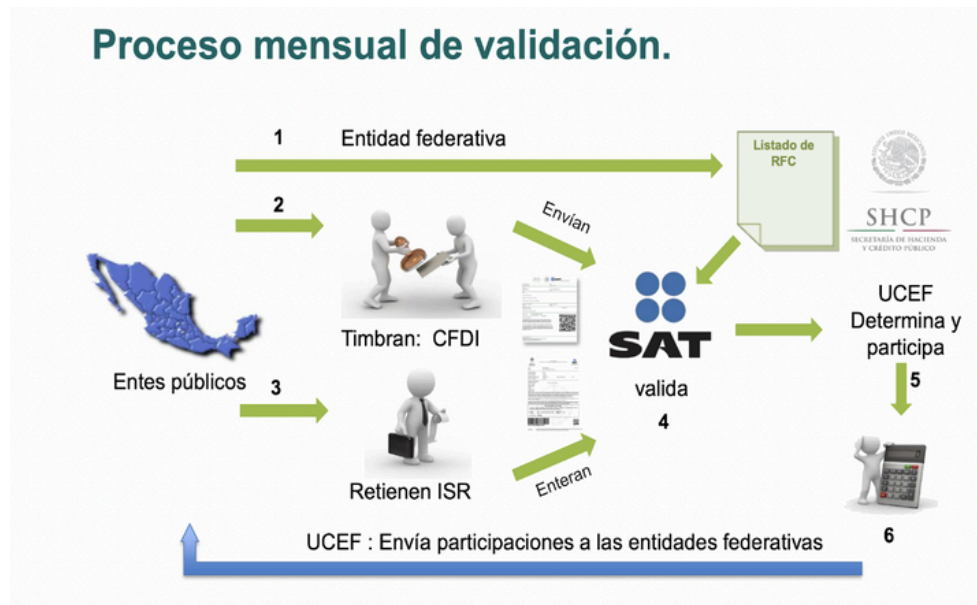 Proceso mensual de validación.
1
Entidad federativa
Listado de
RFC
SHCP
SECRETARÍA DE HACIENDA
Y CRÉDITO PÚBLICO
2
Envían
Timbran: CFDI
SAT
valida
4
UCEF
Determina y
participa
5
Entes públicos
3
Retienen ISR
Enteran
6
UCEF : Envía participaciones a las entidades federativas